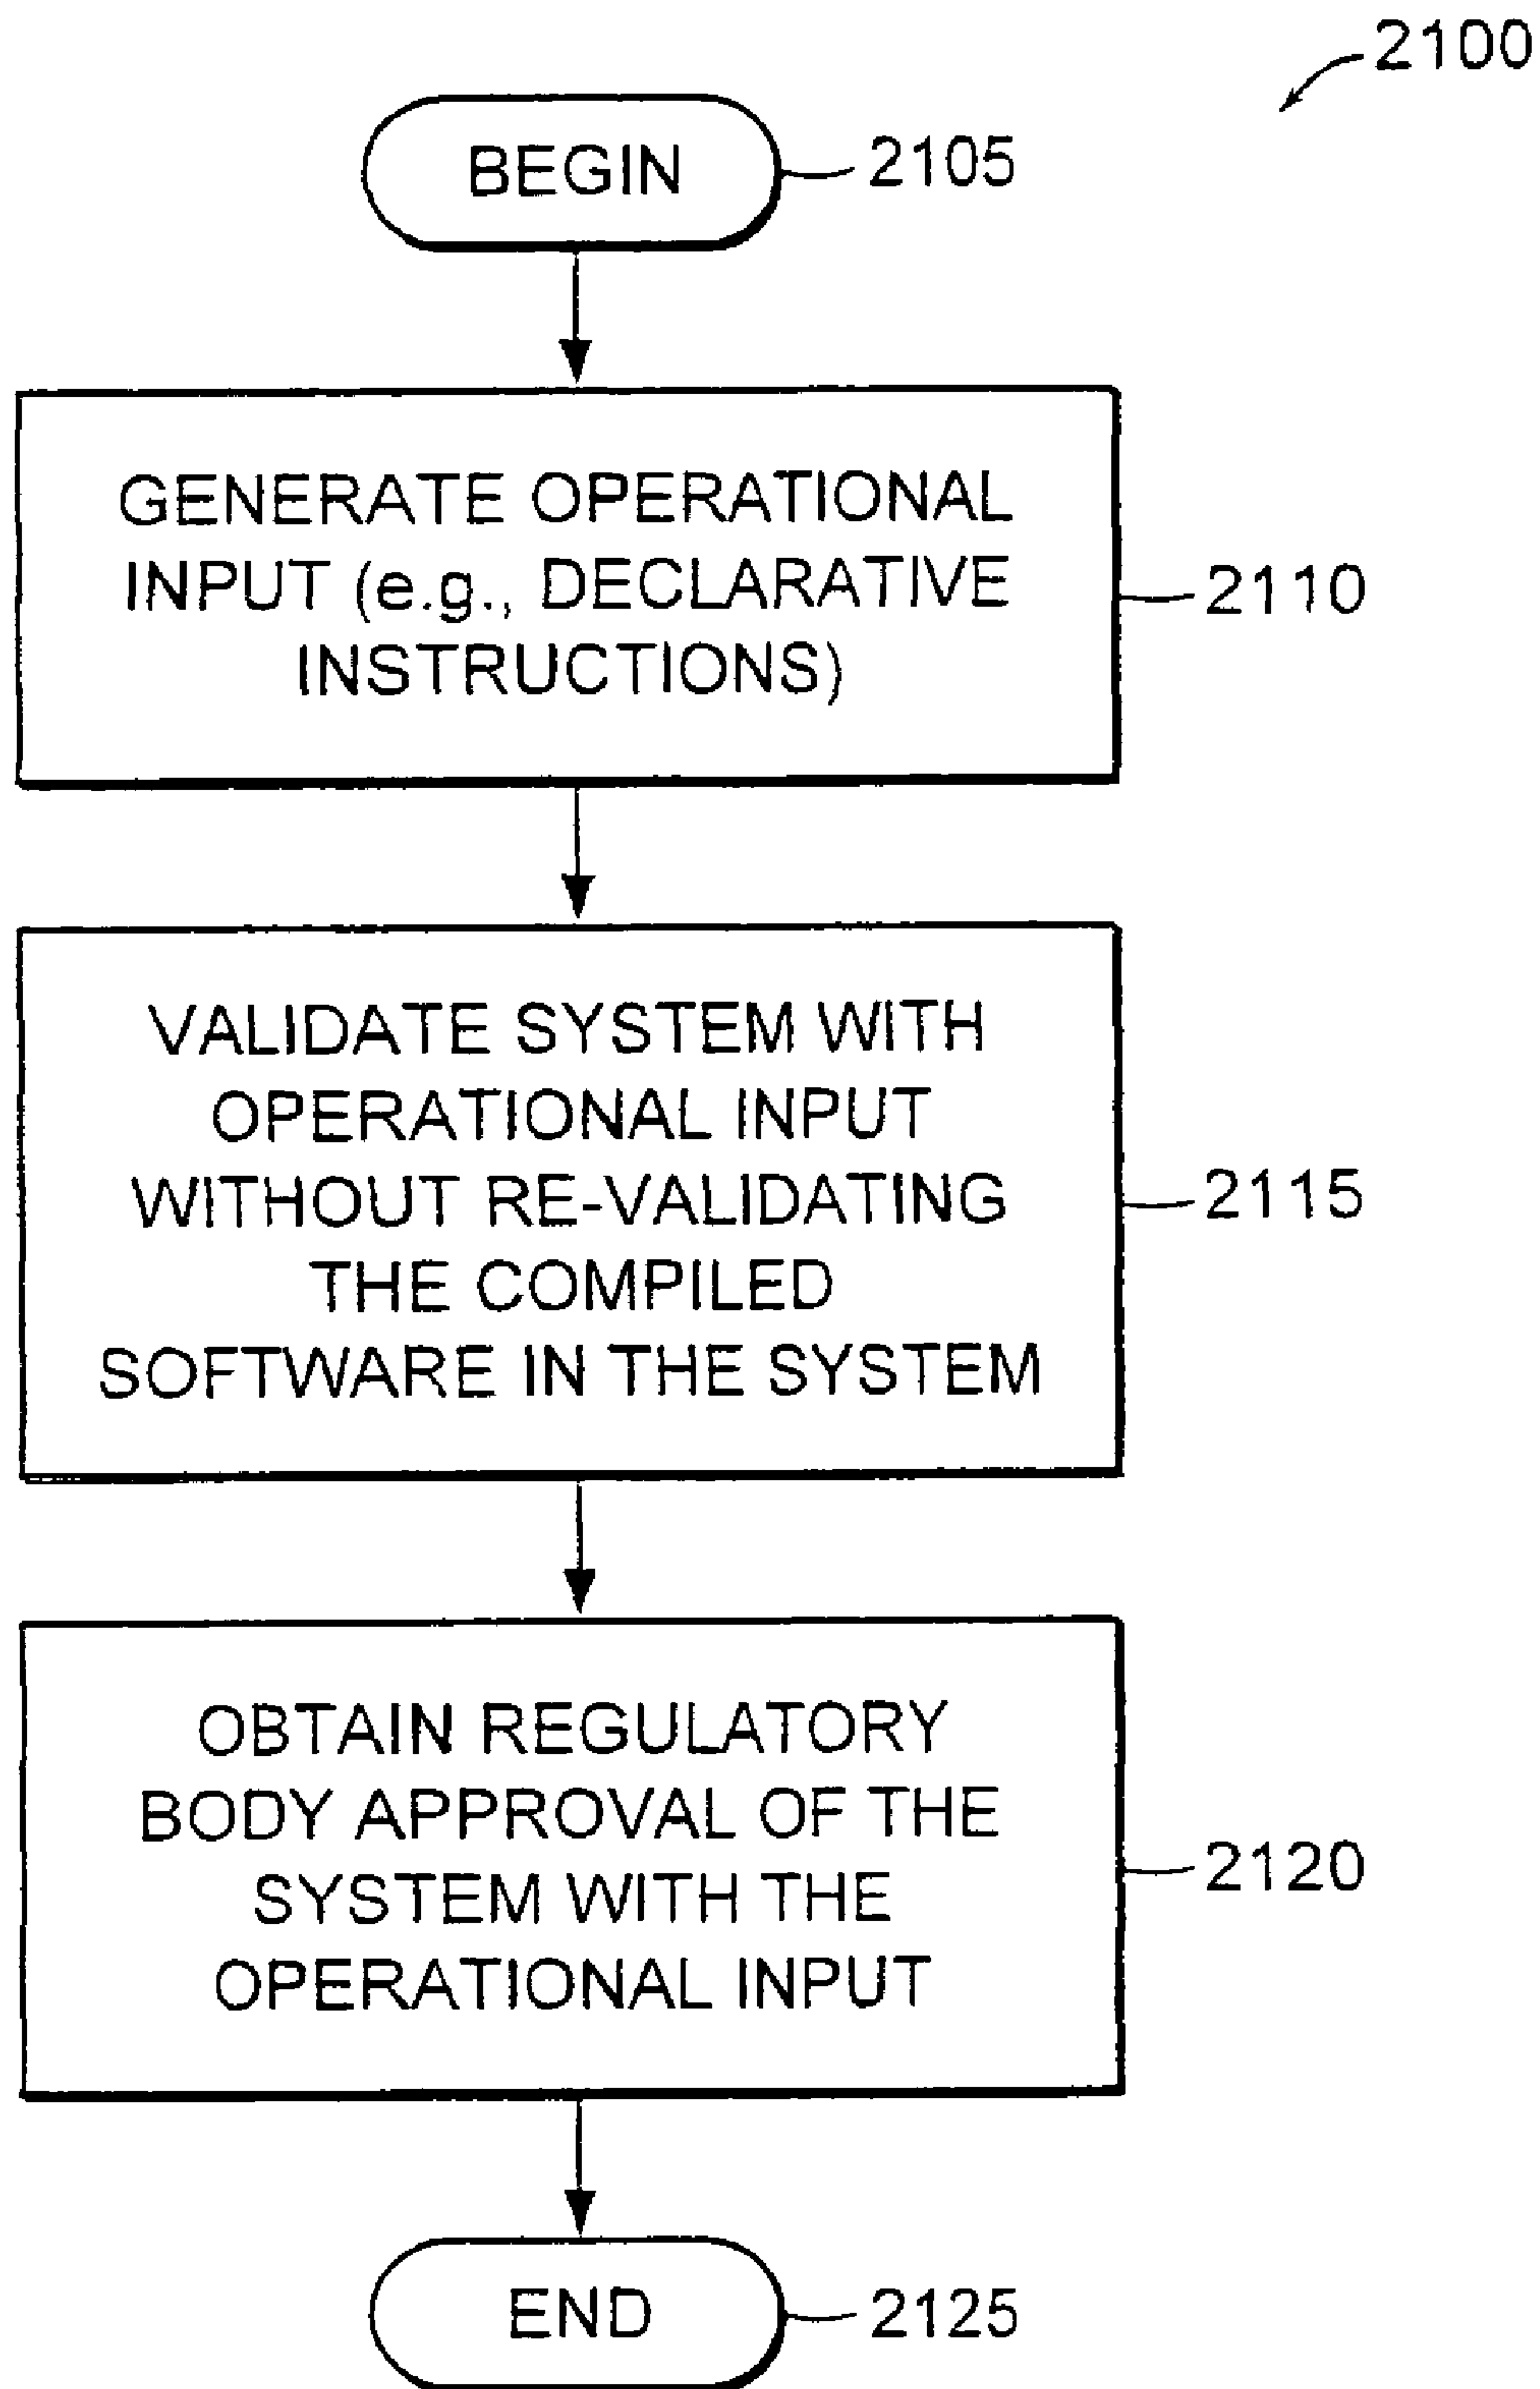 2100
BEGIN
2105
GENERATE OPERATIONAL
INPUT (e.g., DECLARATIVE
INSTRUCTIONS)
2110
VALIDATE SYSTEM WITH
OPERATIONAL INPUT
WITHOUT RE-VALIDATING
THE COMPILED
SOFTWARE IN THE SYSTEM
2115
OBTAIN REGULATORY
BODY APPROVAL OF THE
SYSTEM WITH THE
OPERATIONAL INPUT
2120
END
2125